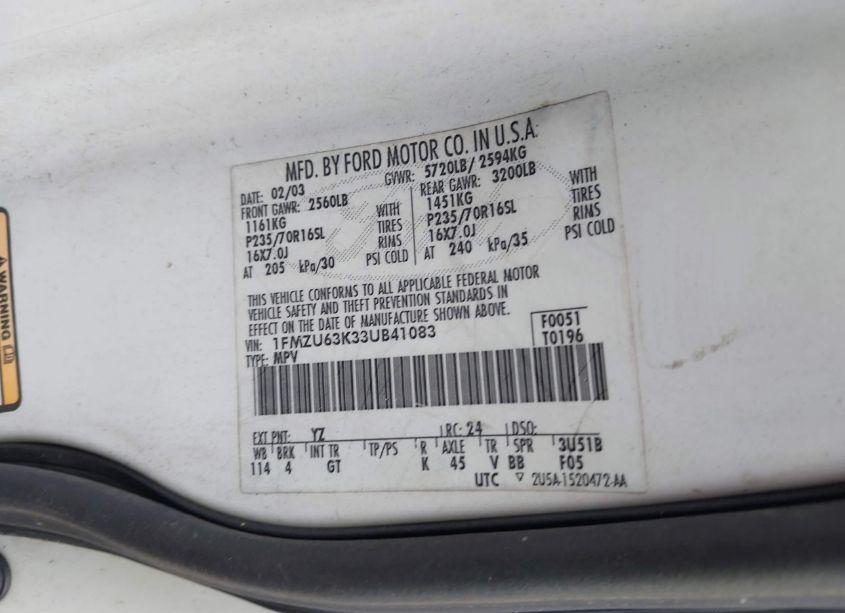 MFD. BY FORD MOTOR CO. IN U.S.A.
DATE: 02/03 GVWR: 5720LB/ 2594KG
FRONT GAWR: 2560LB REAR GAWR: 3200LB
1161KG WITH 1451KG WITH
P235/70R16SL TIRES P235/70R16SL TIRES
16X7.0J RIMS 16X7.0J RIMS
AT 205 kPa/30 PSI COLD AT 240 kPa/35 PSI COLD
THIS VEHICLE CONFORMS TO ALL APPLICABLE FEDERAL MOTOR
VEHICLE SAFETY AND THEFT PREVENTION STANDARDS IN
EFFECT ON THE DATE OF MANUFACTURE SHOWN ABOVE.
VIN: 1FMZU63K33UB41083 F0051
TYPE: MPV T0196
EXT PNT: YZ RC: 24 DSO:
WB BRK INT TR TP/PS R AXLE TR SPR 3U51B
114 4 GT K 45 V BB F05
UTC ▽ 2U5A-1520472-AA
WARNING